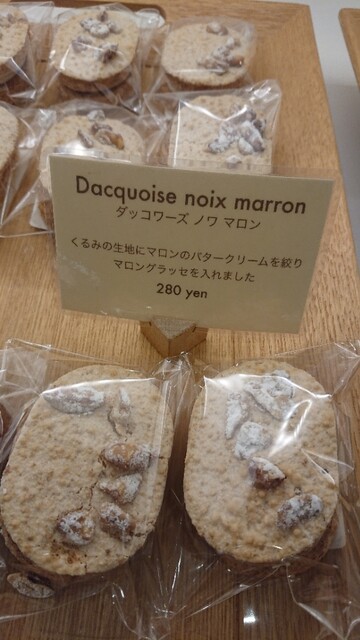 Dacquoise noix marron
ダッコワーズ ノワ マロン
くるみの生地にマロンのバタークリームを絞り
マロングラッセを入れました
280 yen